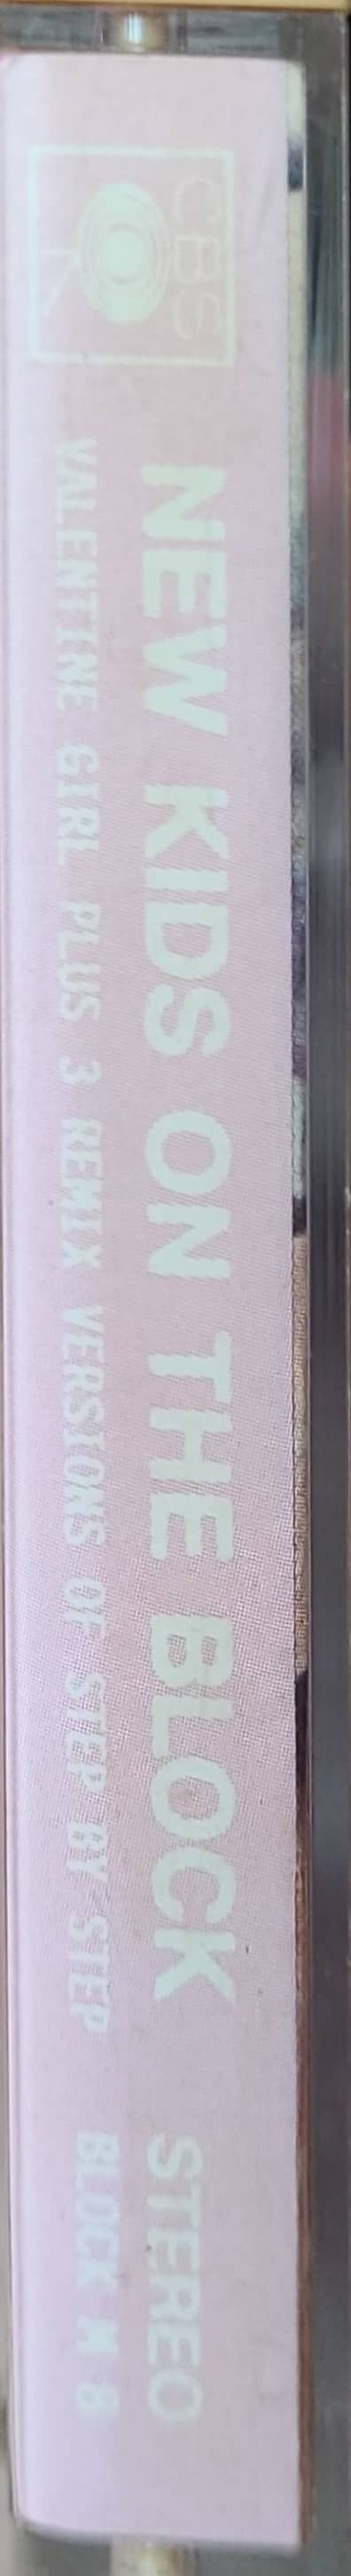 CBS
NEW KIDS ON THE BLOCK
VALENTINE GIRL PLUS 3 REMIX VERSIONS OF STEP BY STEP
STEREO
BLOCK M 8